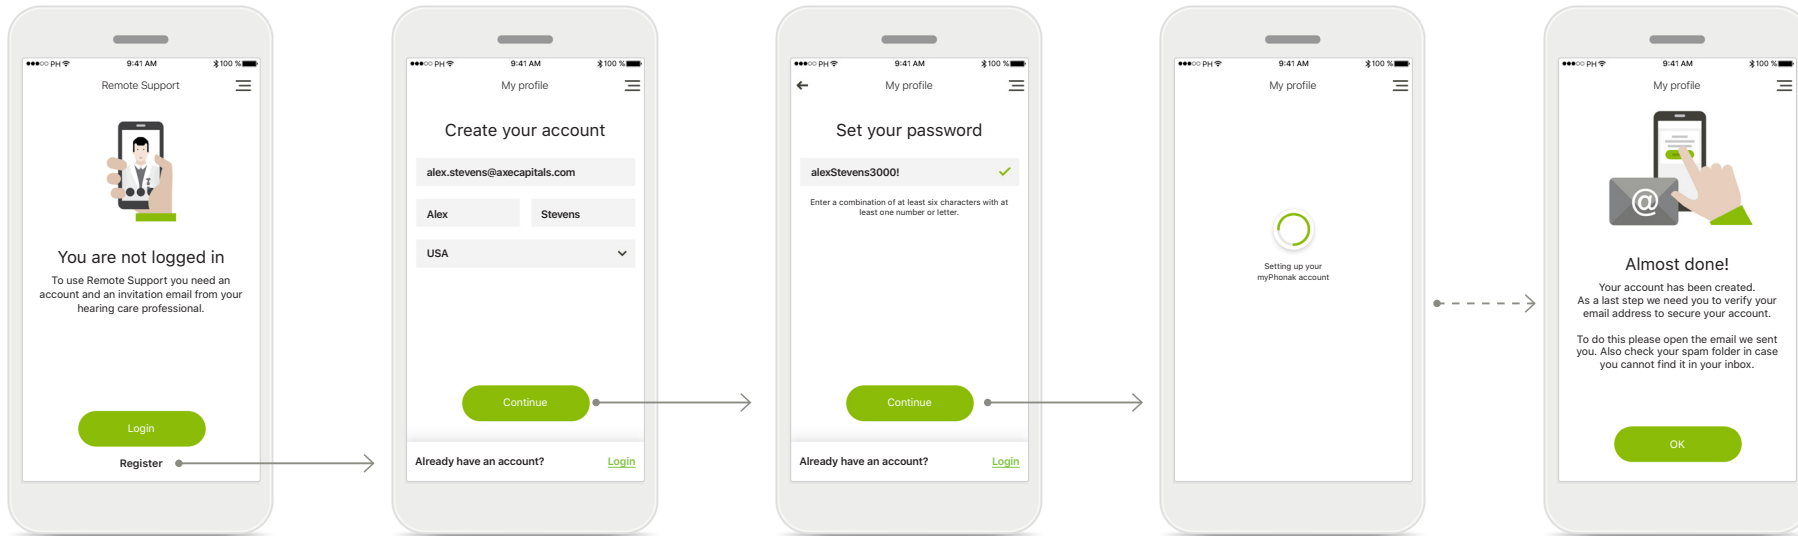 PH
9:41 AM
100 %
Remote Support
You are not logged in
To use Remote Support you need an
account and an invitation email from your
hearing care professional.
Login
Register
PH
9:41 AM
100 %
My profile
Create your account
alex.stevens@axecapitals.com
Alex
Stevens
USA
Continue
Already have an account?
Login
PH
9:41 AM
100 %
My profile
Set your password
alexStevens3000!
Enter a combination of at least six characters with at
least one number or letter.
Continue
Already have an account?
Login
PH
9:41 AM
100 %
My profile
Setting up your
myPhonak account
PH
9:41 AM
100 %
My profile
@
Almost done!
Your account has been created.
As a last step we need you to verify your
email address to secure your account.
To do this please open the email we sent
you. Also check your spam folder in case
you cannot find it in your inbox.
OK